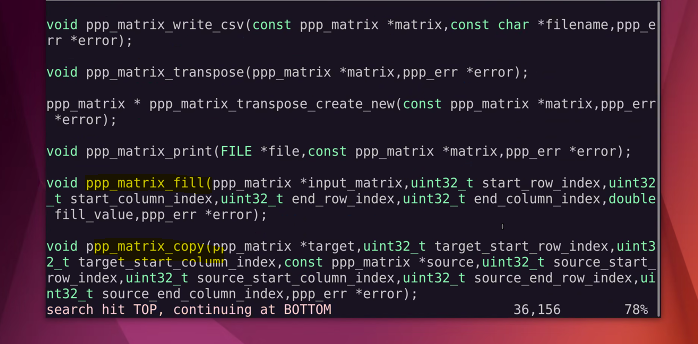 void ppp_matrix_write_csv(const ppp_matrix *matrix,const char *filename,ppp_e
rr *error);
void ppp_matrix_transpose(ppp_matrix *matrix,ppp_err *error);
ppp_matrix * ppp_matrix_transpose_create_new(const ppp_matrix *matrix,ppp_err
 *error);
void ppp_matrix_print(FILE *file,const ppp_matrix *matrix,ppp_err *error);
void ppp_matrix_fill(ppp_matrix *input_matrix,uint32_t start_row_index,uint32
_t start_column_index,uint32_t end_row_index,uint32_t end_column_index,double
 fill_value,ppp_err *error);
void ppp_matrix_copy(ppp_matrix *target,uint32_t target_start_row_index,uint3
2_t target_start_column_index,const ppp_matrix *source,uint32_t source_start_
row_index,uint32_t source_start_column_index,uint32_t source_end_row_index,ui
nt32_t source_end_column_index,ppp_err *error);
search hit TOP, continuing at BOTTOM 36,156 78%